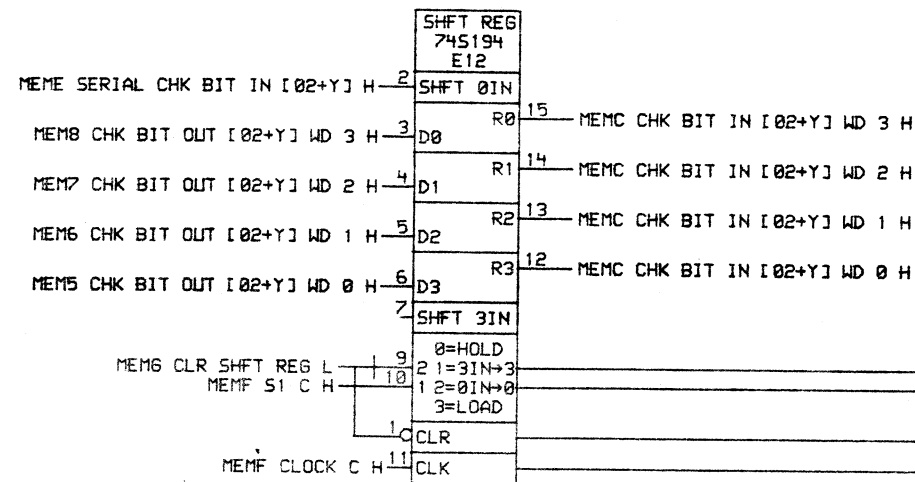 SHFT REG
74S194
E12
MEME SERIAL CHK BIT IN [02+Y] H 2 SHFT 0IN
R0 15 MEMC CHK BIT IN [02+Y] WD 3 H
MEM8 CHK BIT OUT [02+Y] WD 3 H 3 D0
R1 14 MEMC CHK BIT IN [02+Y] WD 2 H
MEM7 CHK BIT OUT [02+Y] WD 2 H 4 D1
R2 13 MEMC CHK BIT IN [02+Y] WD 1 H
MEM6 CHK BIT OUT [02+Y] WD 1 H 5 D2
R3 12 MEMC CHK BIT IN [02+Y] WD 0 H
MEM5 CHK BIT OUT [02+Y] WD 0 H 6 D3
7 SHFT 3IN
0=HOLD
MEM6 CLR SHFT REG L 9 2 1=3IN→3
MEMF S1 C H 10 1 2=0IN→0
3=LOAD
1 CLR
MEMF CLOCK C H 11 CLK